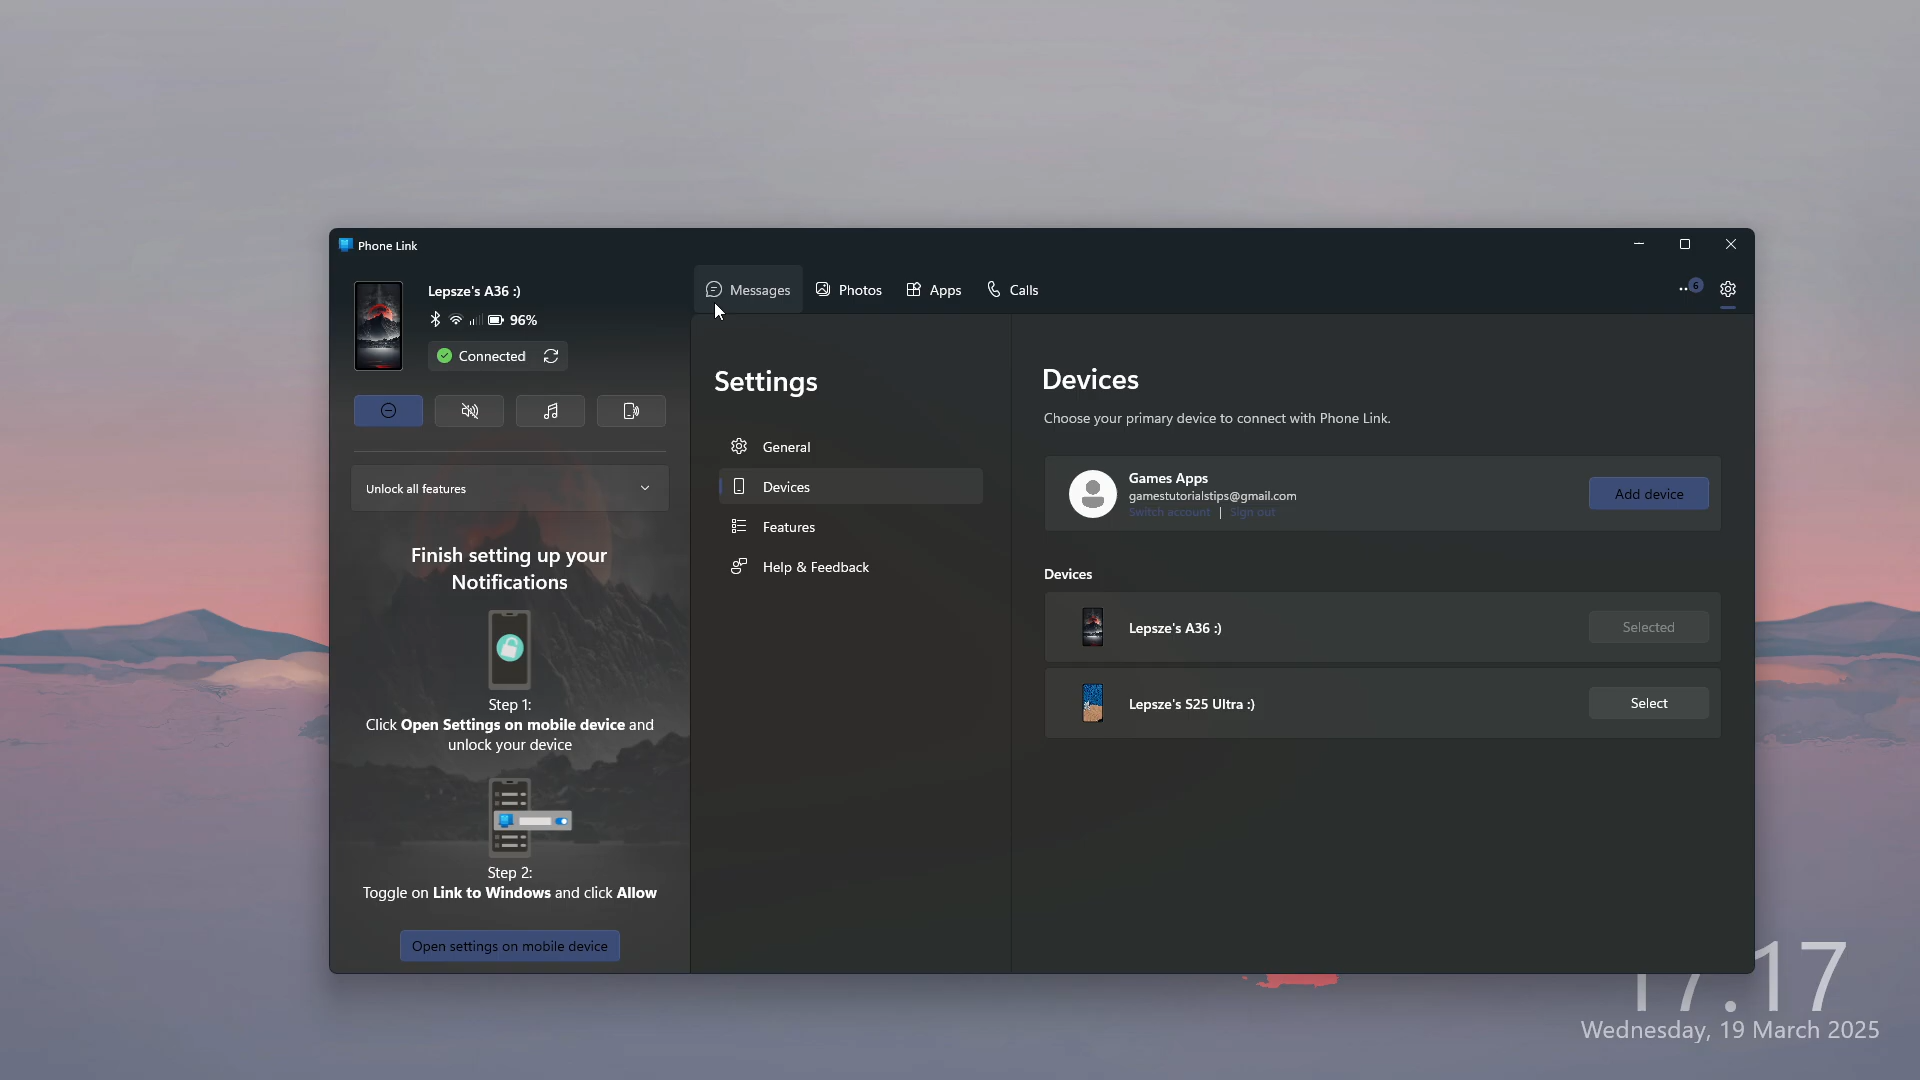 Phone Link
Lepsze's A36 :)
96%
Connected
Unlock all features
Finish setting up your
Notifications
Step 1:
Click Open Settings on mobile device and
unlock your device
Step 2:
Toggle on Link to Windows and click Allow
Open settings on mobile device
Messages
Photos
Apps
Calls
6
Settings
General
Devices
Features
Help & Feedback
Devices
Choose your primary device to connect with Phone Link.
Games Apps
gamestutorialstips@gmail.com
Switch account | Sign out
Add device
Devices
Lepsze's A36 :)
Selected
Lepsze's S25 Ultra :)
Select
17.17
Wednesday, 19 March 2025